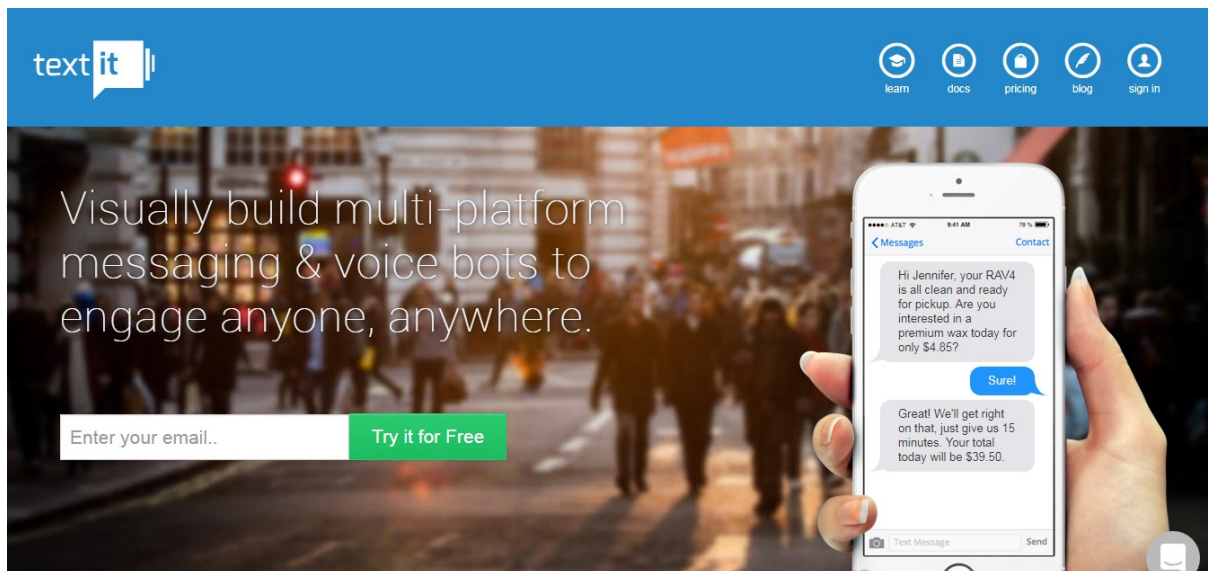 text it
learn docs pricing blog sign in
Visually build multi-platform
messaging & voice bots to
engage anyone, anywhere.
Enter your email.. Try it for Free
AT&T 9:41 AM 78 %
Messages Contact
Hi Jennifer, your RAV4
is all clean and ready
for pickup. Are you
interested in a
premium wax today for
only $4.85?
Sure!
Great! We'll get right
on that, just give us 15
minutes. Your total
today will be $39.50.
Text Message Send